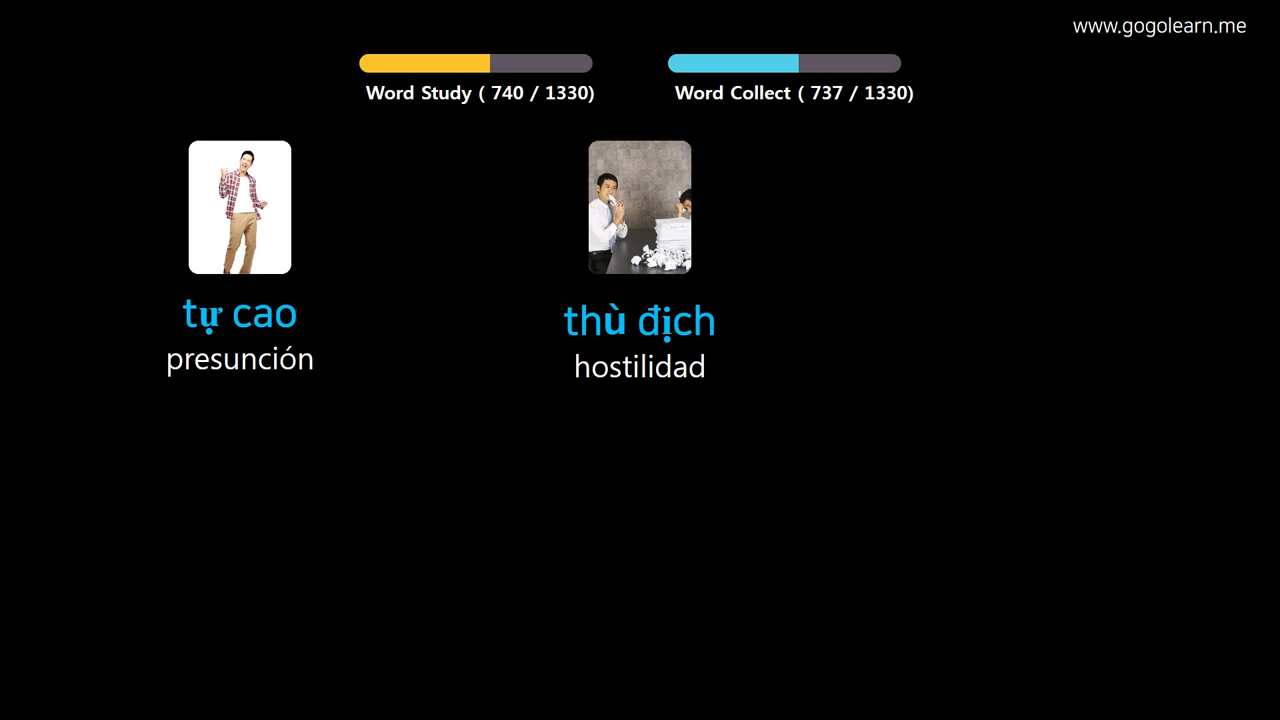 www.gogolearn.me
Word Study ( 740 / 1330)
Word Collect ( 737 / 1330)
tự cao
presunción
thù địch
hostilidad